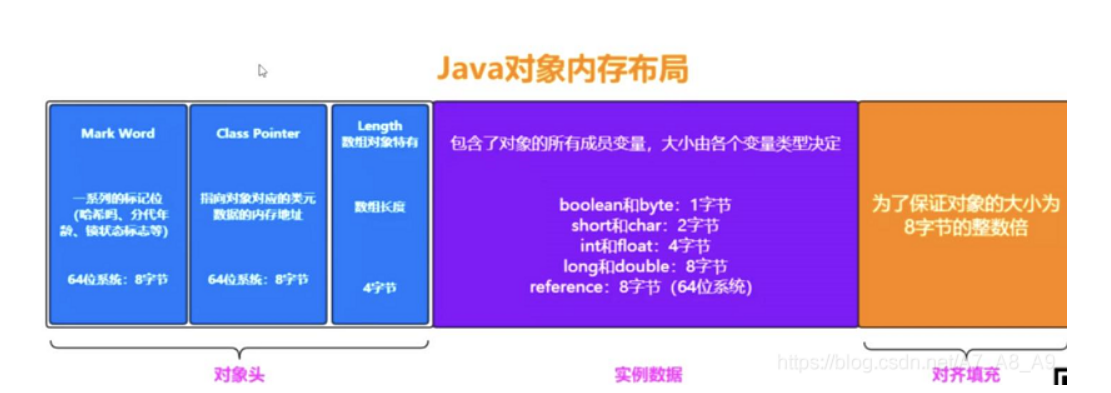 Java对象内存布局
Mark Word
一系列的标记位
(哈希码、分代年
龄、锁状态标志等)
64位系统：8字节
Class Pointer
指向对象对应的类元
数据的内存地址
64位系统：8字节
Length
数组对象特有
数组长度
4字节
包含了对象的所有成员变量，大小由各个变量类型决定
boolean和byte：1字节
short和char：2字节
int和float：4字节
long和double：8字节
reference：8字节（64位系统）
为了保证对象的大小为
8字节的整数倍
对象头
实例数据
对齐填充
https://blog.csdn.net/A7_A8_A9